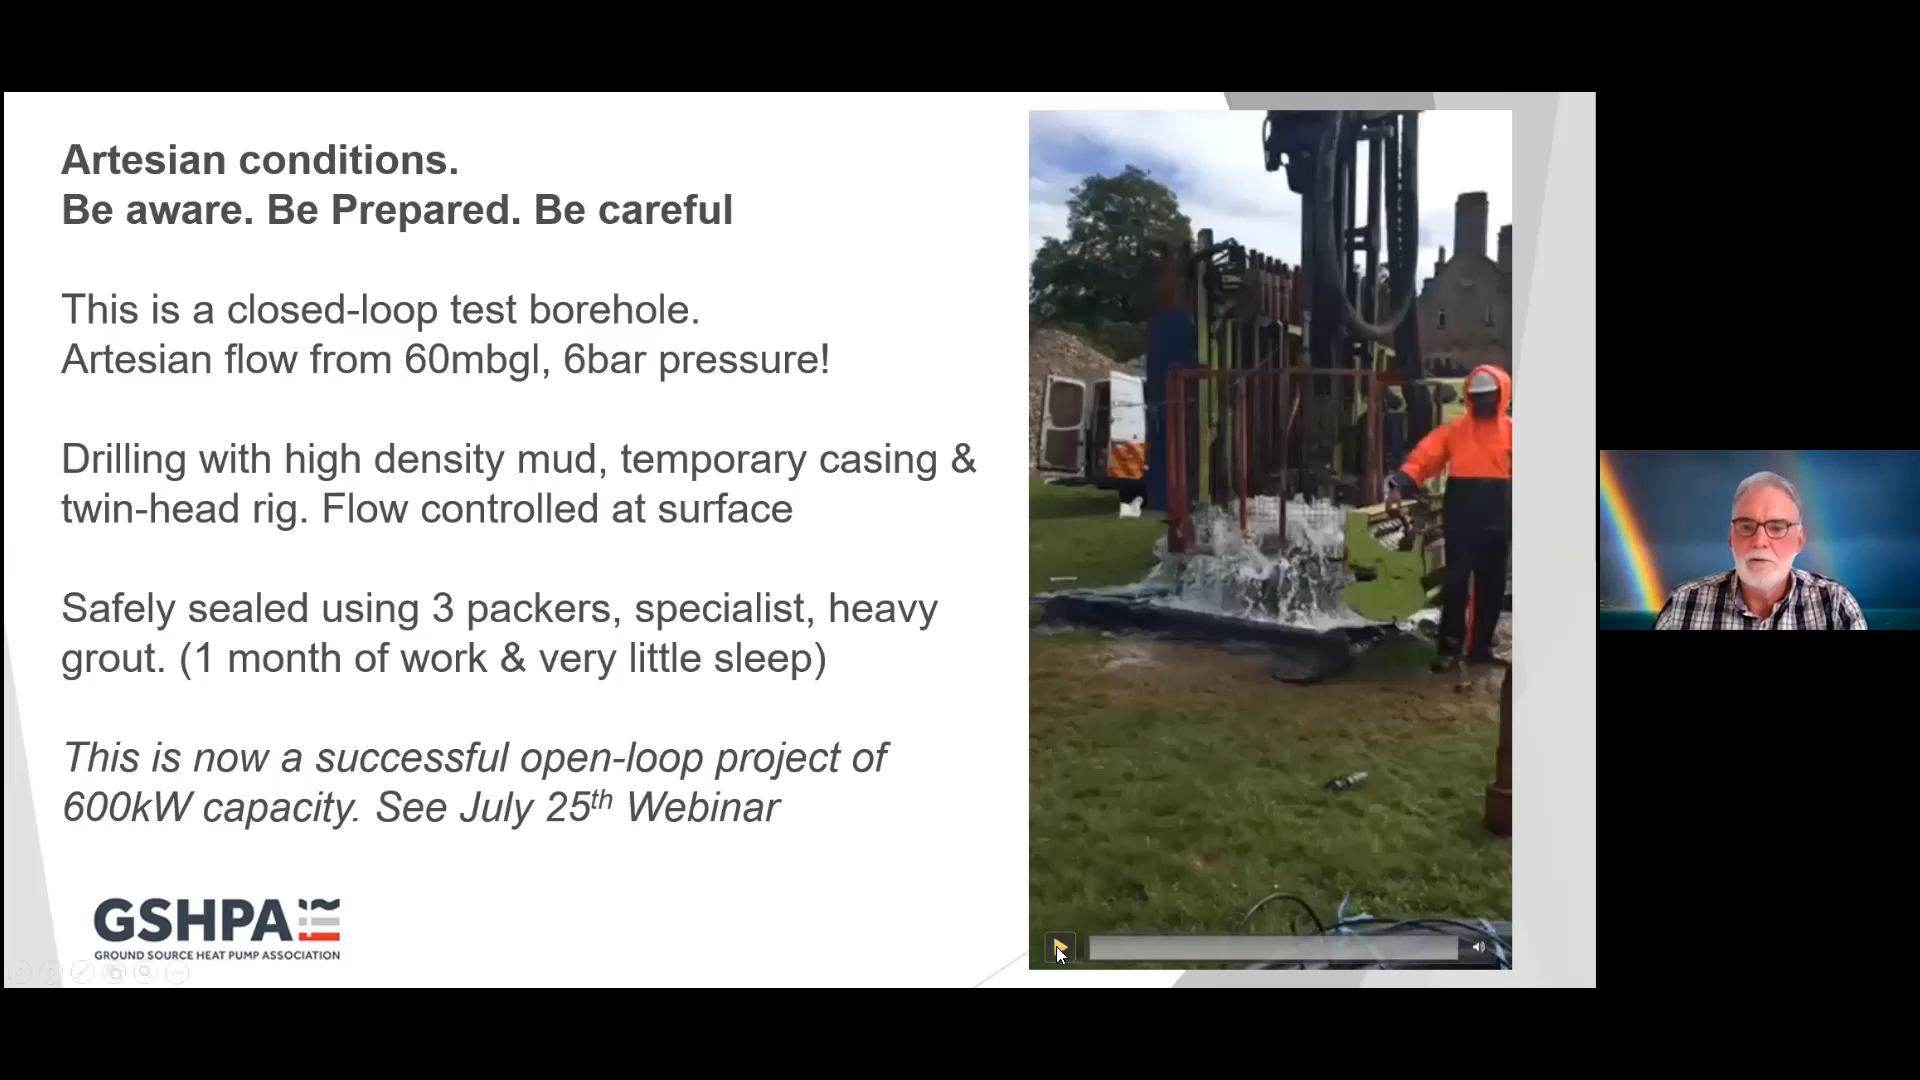 Artesian conditions.
Be aware. Be Prepared. Be careful
This is a closed-loop test borehole.
Artesian flow from 60mbgl, 6bar pressure!
Drilling with high density mud, temporary casing &
twin-head rig. Flow controlled at surface
Safely sealed using 3 packers, specialist, heavy
grout. (1 month of work & very little sleep)
This is now a successful open-loop project of
600kW capacity. See July 25th Webinar
GSHPA
GROUND SOURCE HEAT PUMP ASSOCIATION